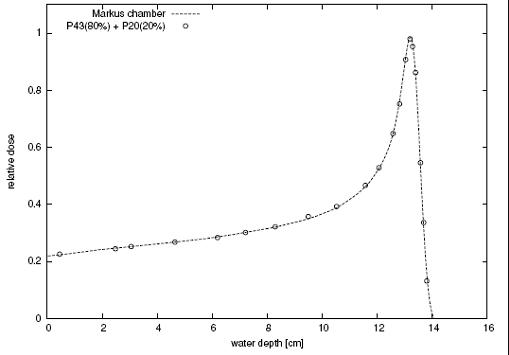 Markus chamber
P43(80%) + P20(20%)
1
0.8
0.6
0.4
0.2
0
0 2 4 6 8 10 12 14 16
relative dose
water depth [cm]